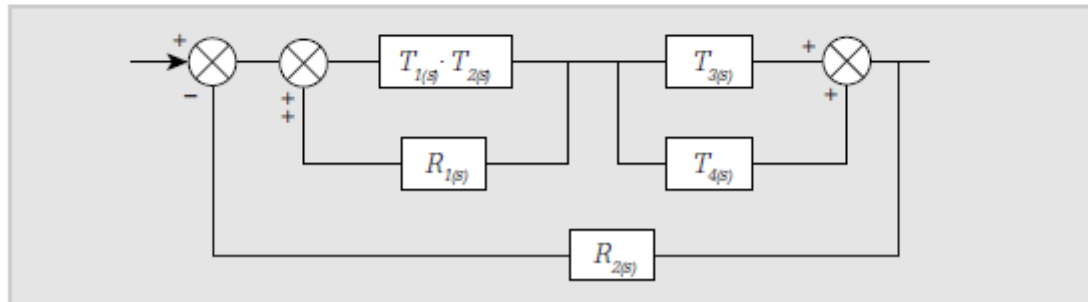 + T1(s) · T2(s) T3(s) +
− + + +
R1(s) T4(s)
R2(s)